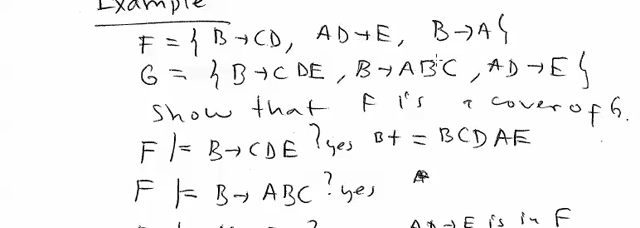 Example
F = { B→CD, AD→E, B→A}
G = { B→CDE, B→ABC, AD→E}
Show that F is a cover of G.
F ⊨ B→CDE ? yes B+ = BCDAE
F ⊨ B→ABC ? yes
AD→E is in F